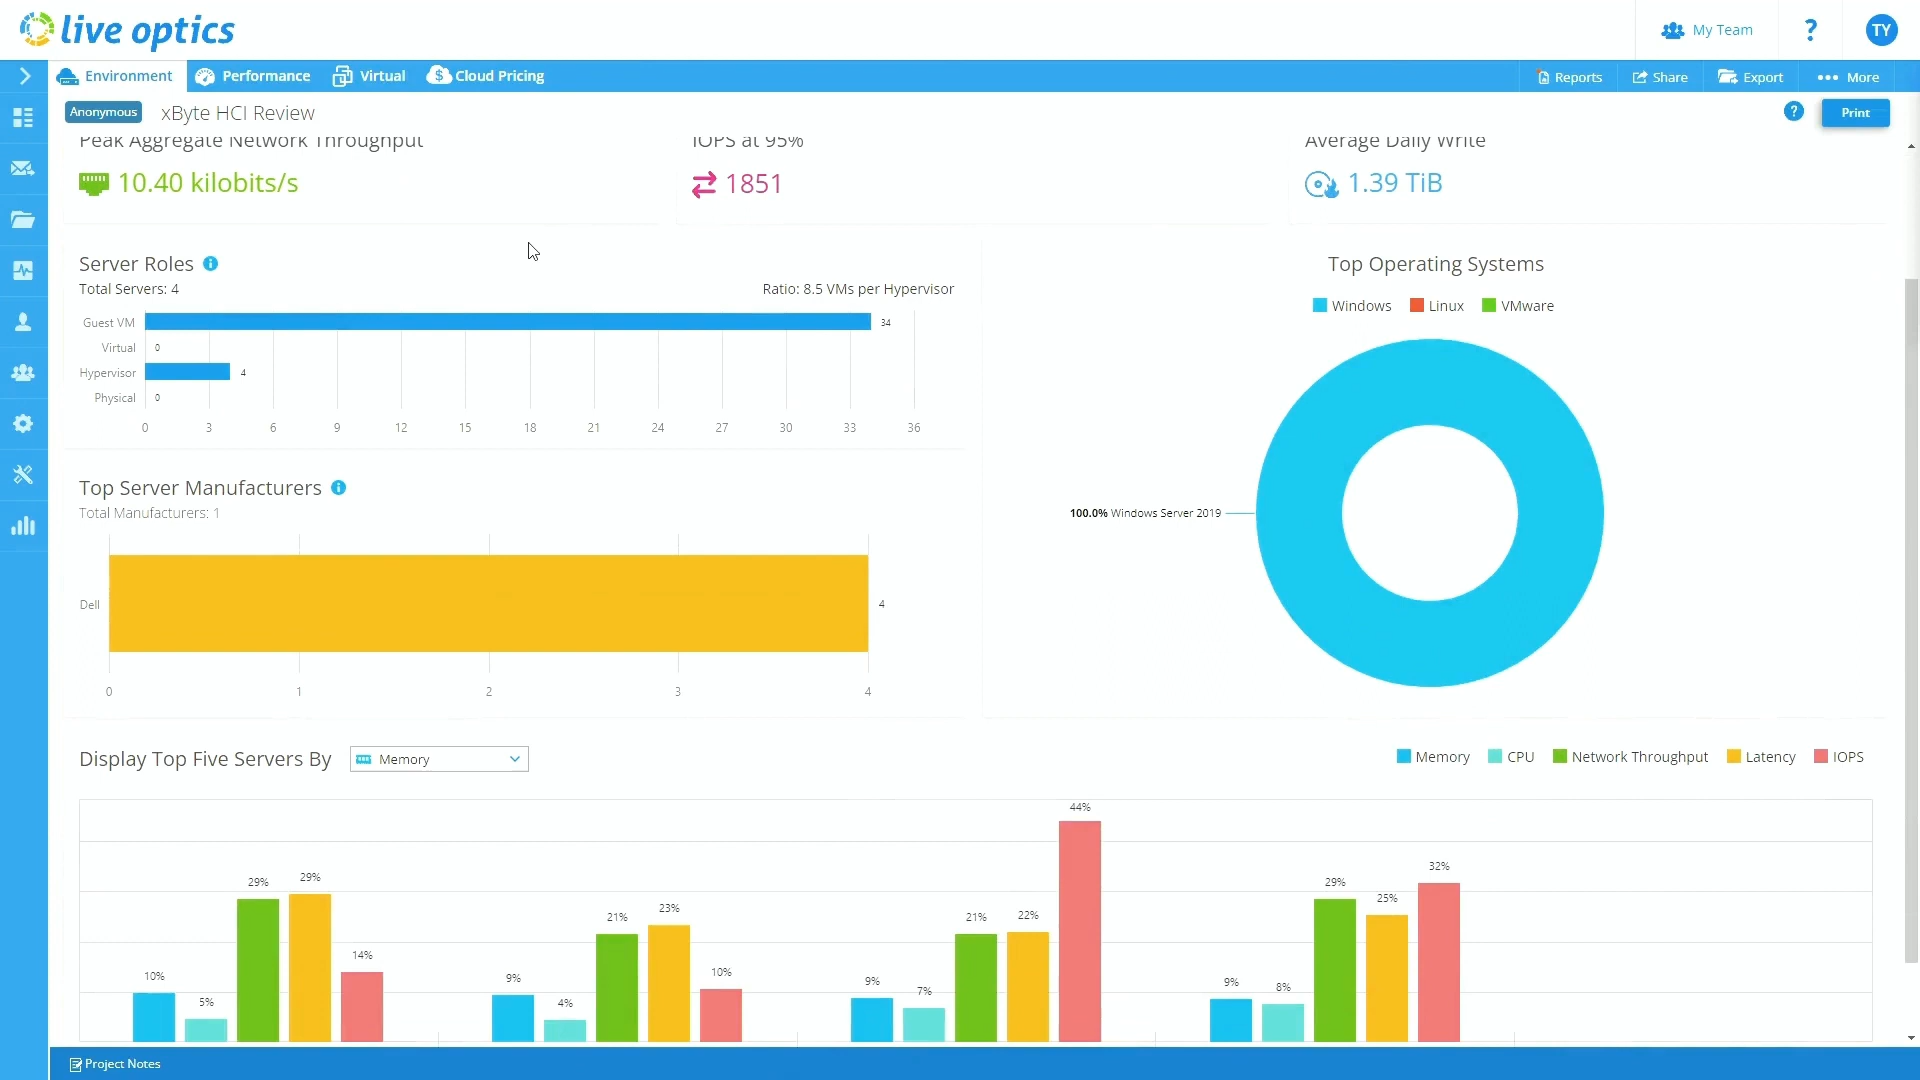 live optics
My Team
?
TY
Environment
Performance
Virtual
Cloud Pricing
Reports
Share
Export
More
Anonymous
xByte HCI Review
?
Print
Peak Aggregate Network Throughput
IOPS at 95%
Average Daily Write
10.40 kilobits/s
1851
1.39 TiB
Server Roles
Total Servers: 4
Ratio: 8.5 VMs per Hypervisor
Guest VM
34
Virtual
0
Hypervisor
4
Physical
0
0 3 6 9 12 15 18 21 24 27 30 33 36
Top Operating Systems
Windows Linux VMware
100.0% Windows Server 2019
Top Server Manufacturers
Total Manufacturers: 1
Dell
4
0 1 2 3 4
Display Top Five Servers By
Memory
Memory CPU Network Throughput Latency IOPS
10% 5% 29% 29% 14%
9% 4% 21% 23% 10%
9% 7% 21% 22% 44%
9% 8% 29% 25% 32%
Project Notes